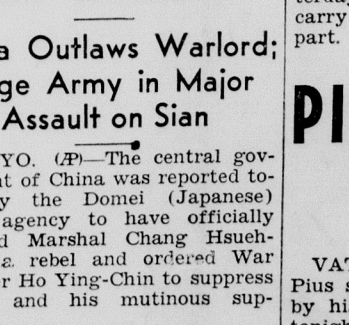 a Outlaws Warlord;
ge Army in Major
Assault on Sian
YO. (AP)—The central gov-
nt of China was reported to-
y the Domei (Japanese)
agency to have officially
d Marshal Chang Hsueh-
a rebel and ordered War
r Ho Ying-Chin to suppress
and his mutinous sup-
carry
part.
PI
VAT
Pius s
by hi